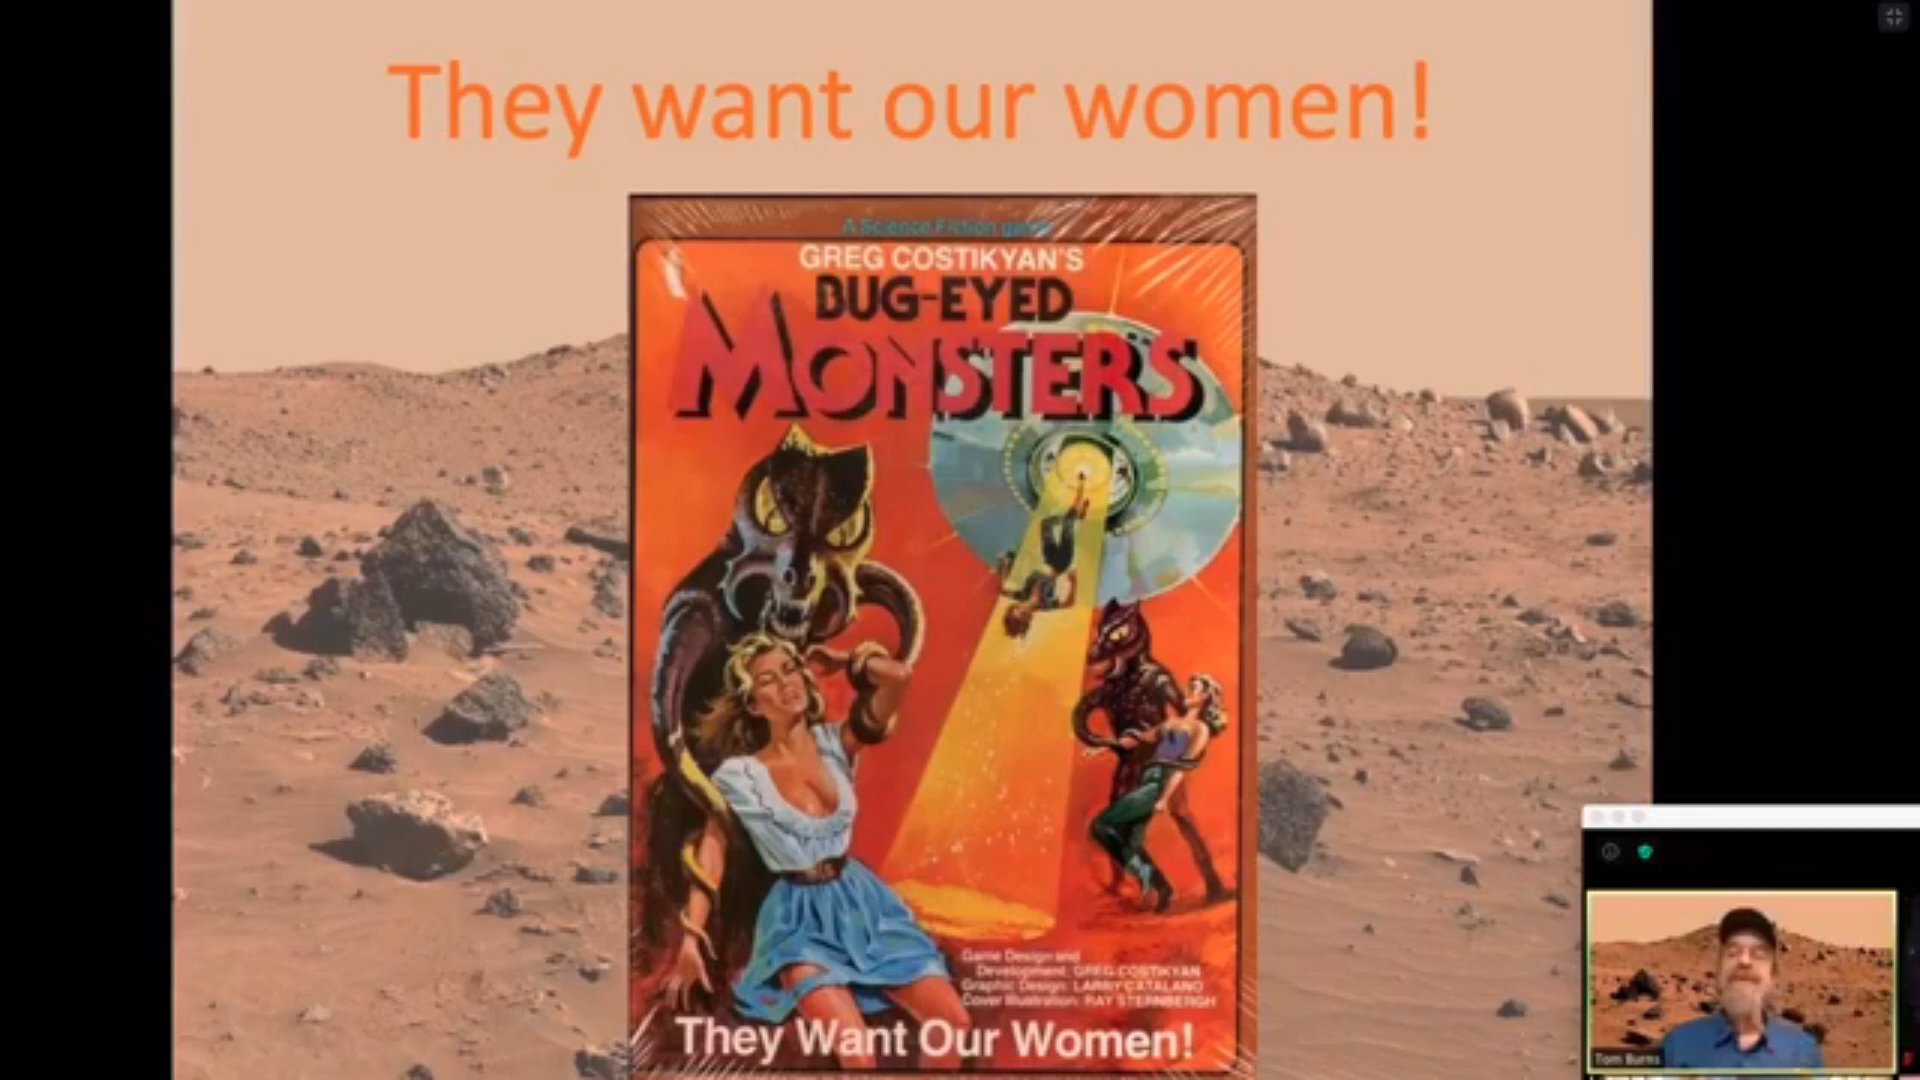 They want our women!
A Science Fiction game
GREG COSTIKYAN'S
BUG-EYED
MONSTERS
Game Design and
Development: GREG COSTIKYAN
Graphic Design: LARRY CATALANO
Cover Illustration: RAY STERNBERGH
They Want Our Women!
Tom Burns